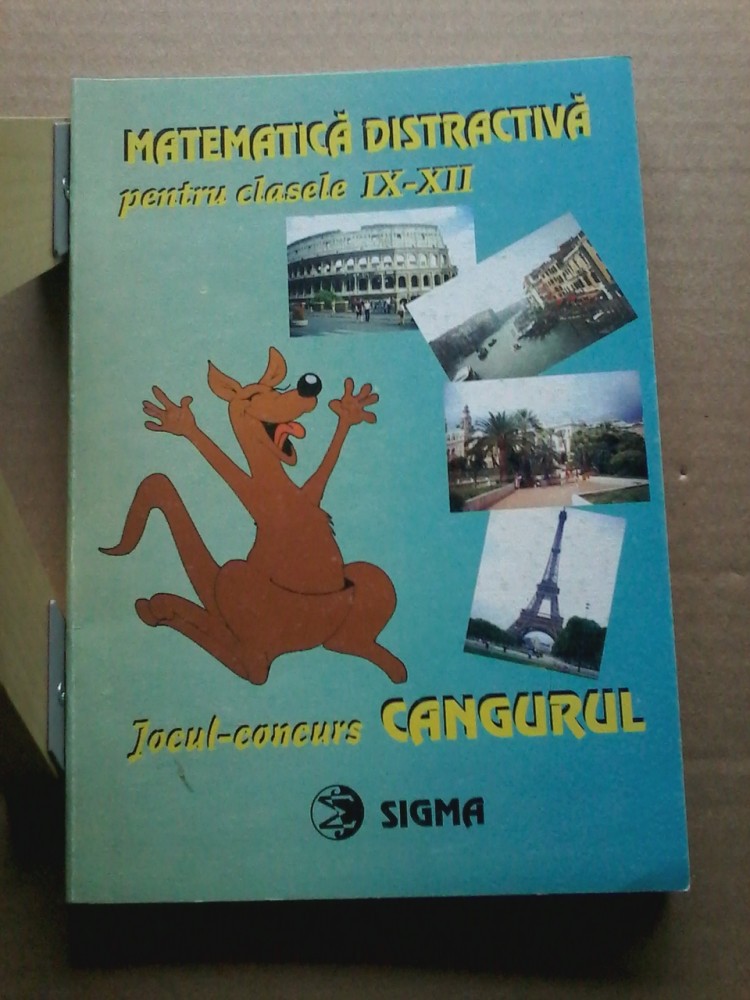 MATEMATICĂ DISTRACTIVĂ
pentru clasele IX-XII
Jocul-concurs CANGURUL
SIGMA